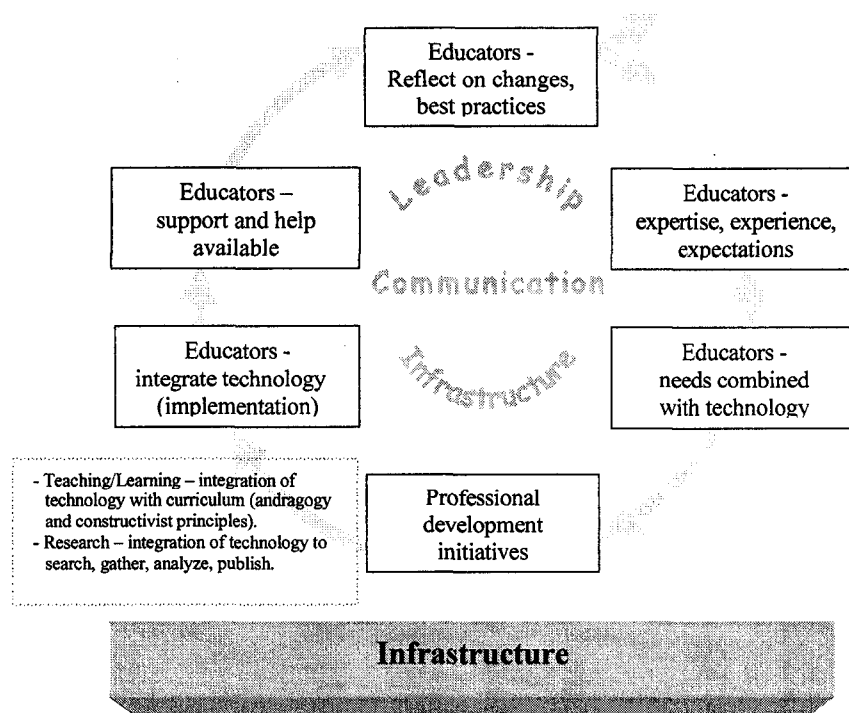 Educators -
Reflect on changes,
best practices
Educators –
support and help
available
Leadership
Educators -
expertise, experience,
expectations
Communication
Educators -
integrate technology
(implementation)
Infrastructure
Educators -
needs combined
with technology
- Teaching/Learning – integration of
technology with curriculum (andragogy
and constructivist principles).
- Research – integration of technology to
search, gather, analyze, publish.
Professional
development
initiatives
Infrastructure